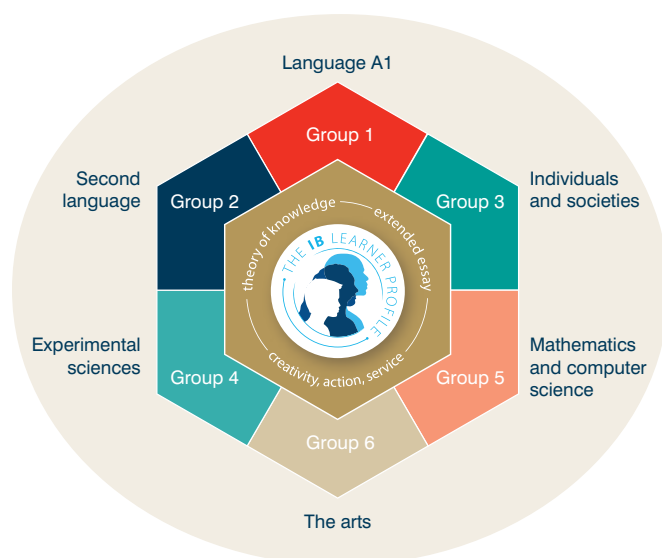 Language A1
Group 1
Second
language
Group 2
Group 3
Individuals
and societies
theory of knowledge
extended essay
THE IB LEARNER PROFILE
creativity, action, service
Experimental
sciences
Group 4
Group 5
Mathematics
and computer
science
Group 6
The arts